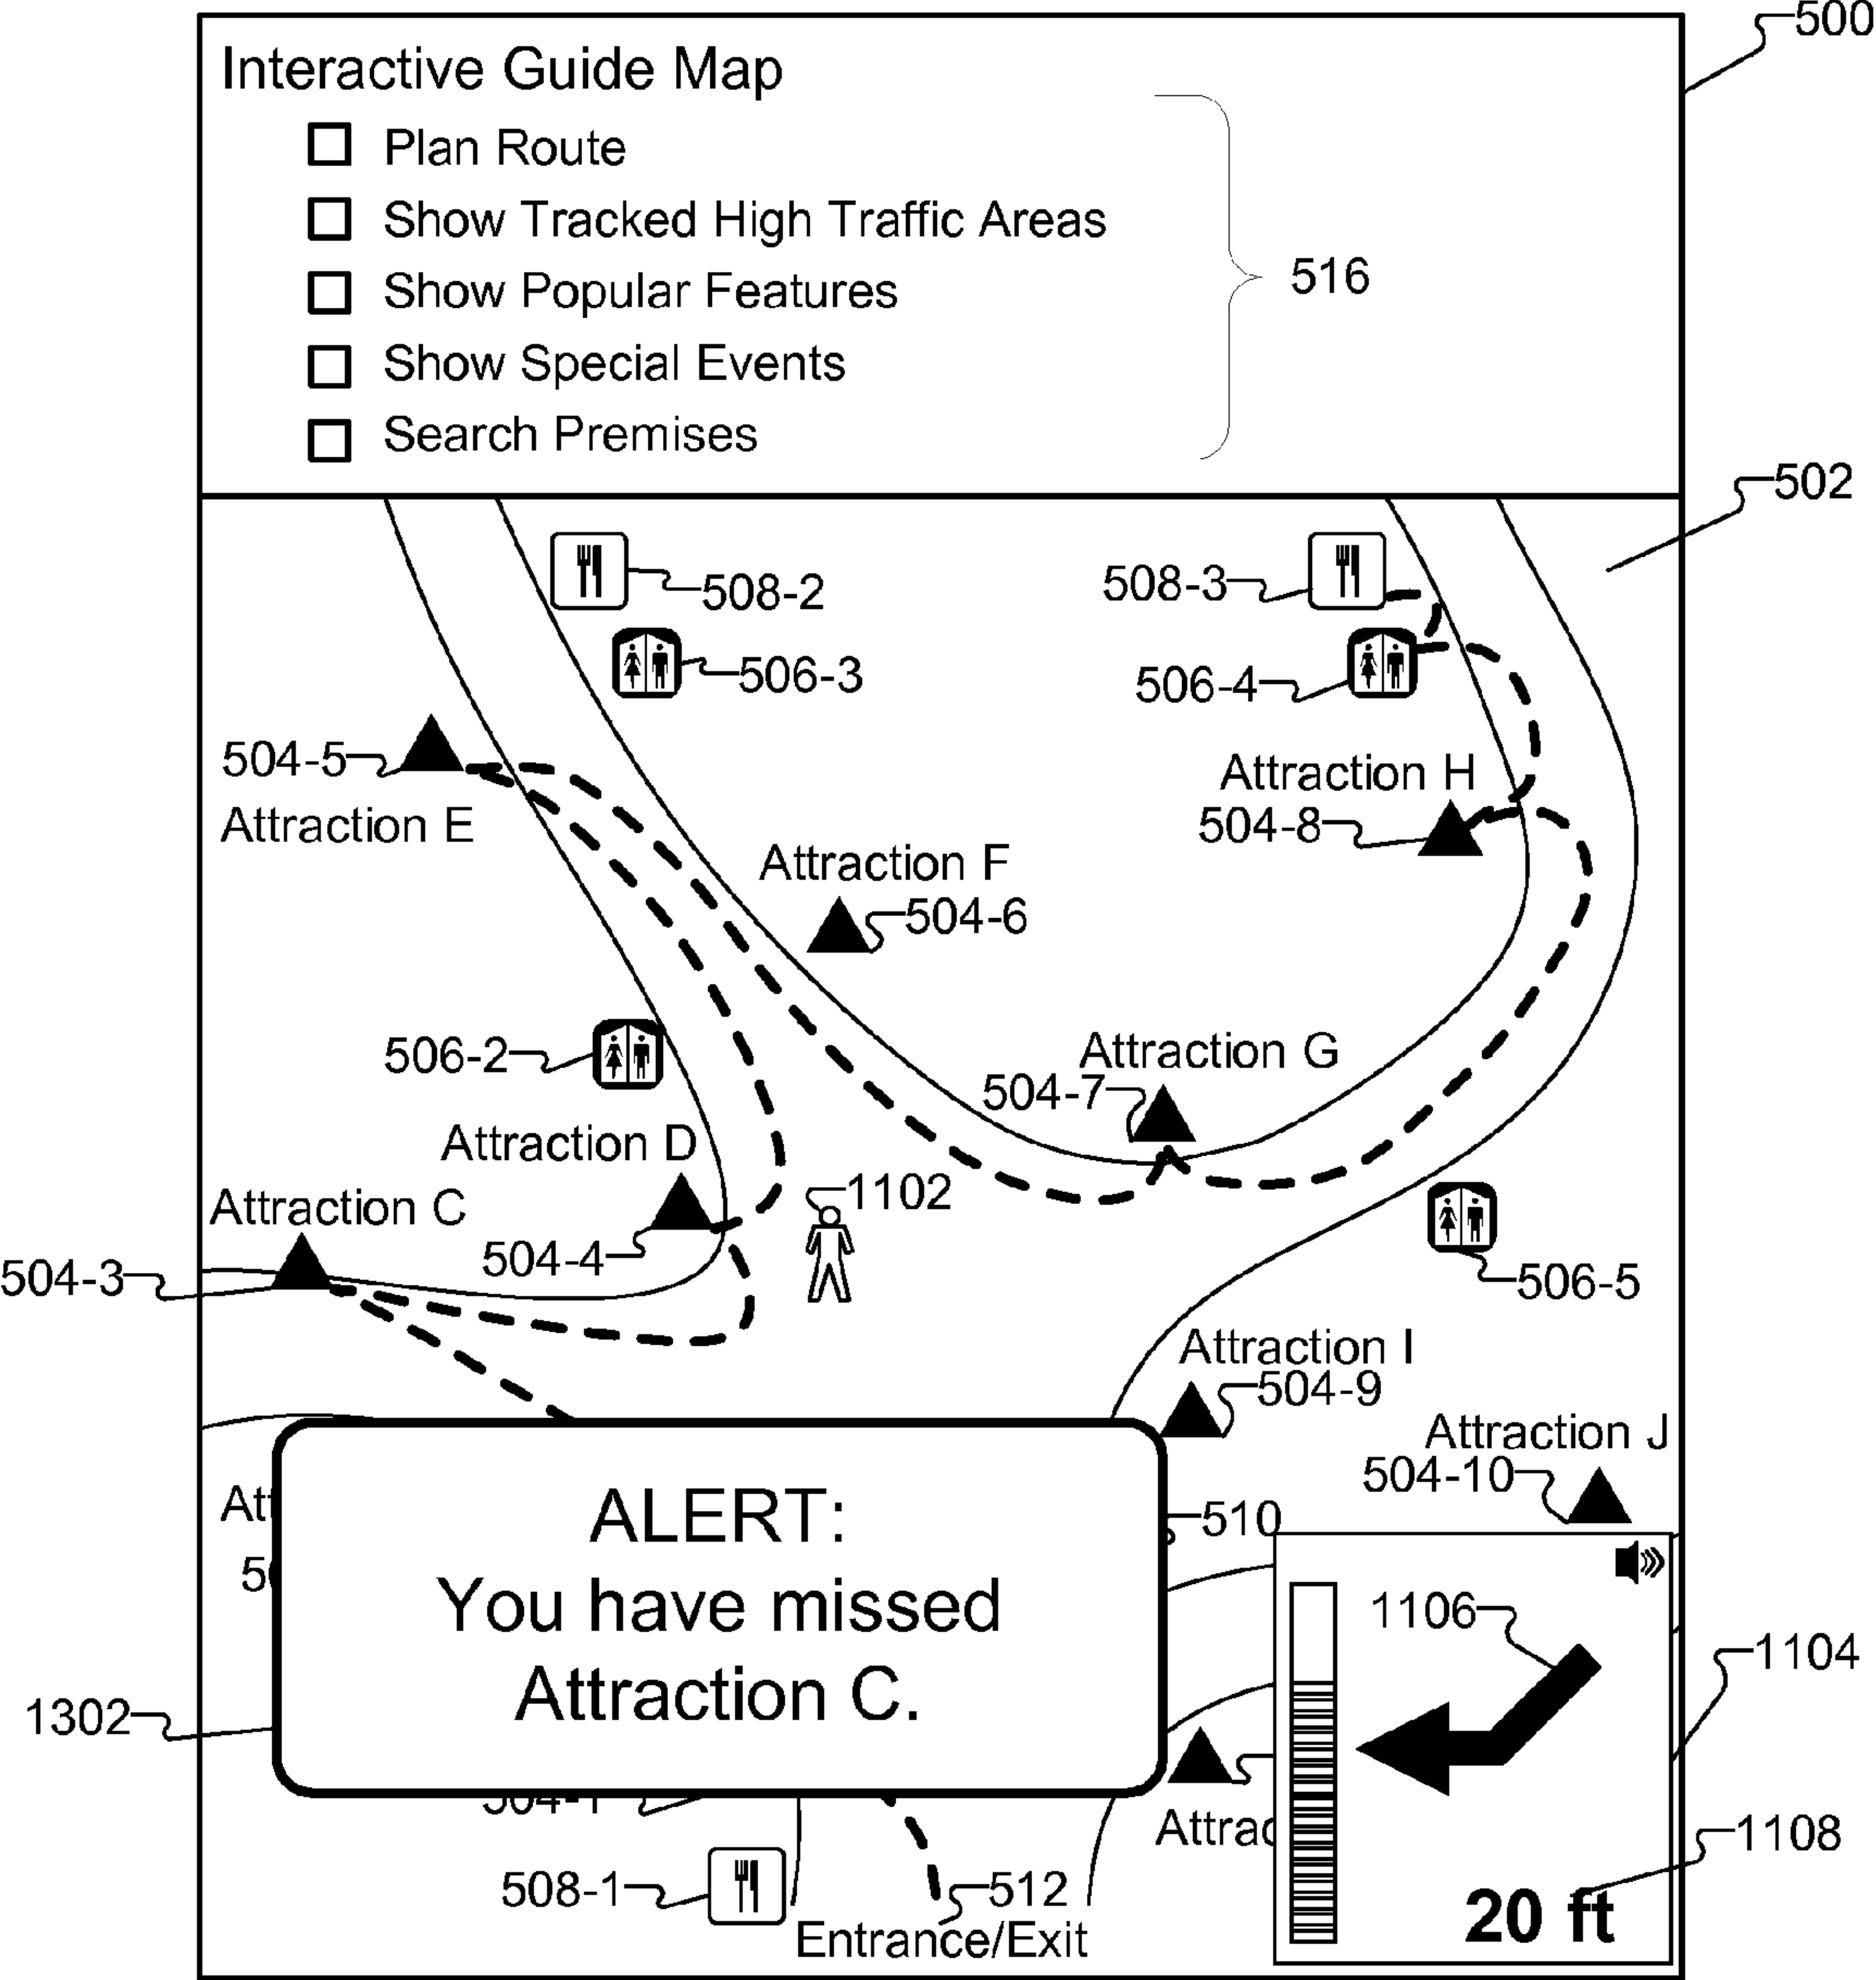 500
Interactive Guide Map
Plan Route
Show Tracked High Traffic Areas
Show Popular Features
Show Special Events
Search Premises
516
502
508-2
508-3
506-3
506-4
504-5
Attraction E
Attraction H
504-8
Attraction F
504-6
506-2
Attraction G
504-7
Attraction D
1102
Attraction C
504-4
504-3
506-5
Attraction I
504-9
Attraction J
504-10
510
ALERT:
You have missed
Attraction C.
1106
1104
1302
1108
508-1
512
20 ft
Entrance/Exit